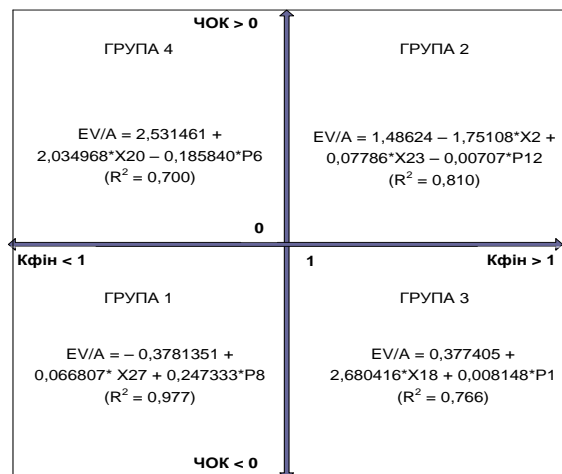 ЧОК > 0
ГРУПА 4
ГРУПА 2
EV/A = 2,531461 +
2,034968*X20 – 0,185840*P6
(R² = 0,700)
EV/A = 1,48624 – 1,75108*X2 +
0,07786*X23 – 0,00707*P12
(R² = 0,810)
0
Кфін < 1
1
Кфін > 1
ГРУПА 1
ГРУПА 3
EV/A = – 0,3781351 +
0,066807* X27 + 0,247333*P8
(R² = 0,977)
EV/A = 0,377405 +
2,680416*X18 + 0,008148*P1
(R² = 0,766)
ЧОК < 0